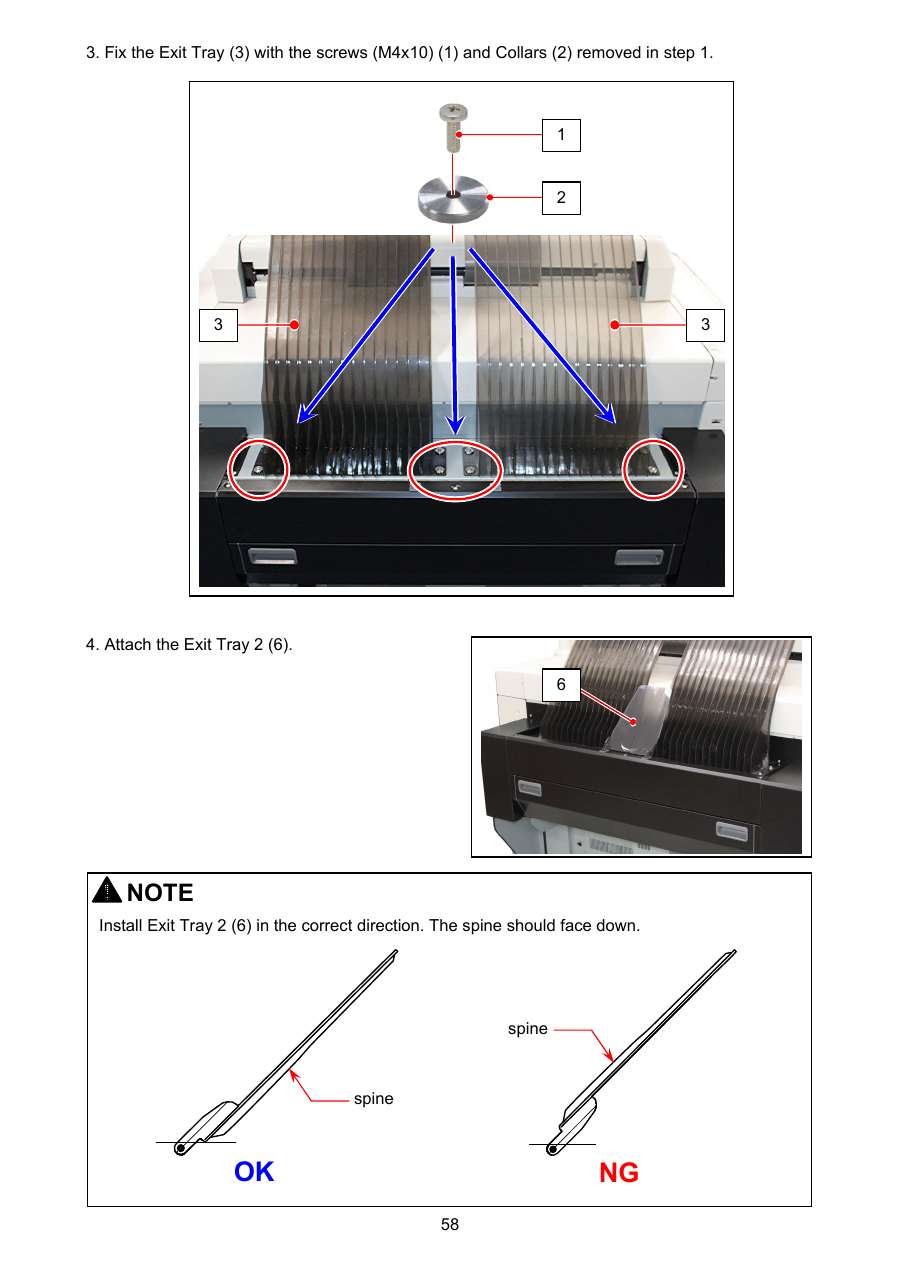 3. Fix the Exit Tray (3) with the screws (M4x10) (1) and Collars (2) removed in step 1.
1
2
3
3
4. Attach the Exit Tray 2 (6).
6
NOTE
Install Exit Tray 2 (6) in the correct direction. The spine should face down.
spine
spine
OK
NG
58